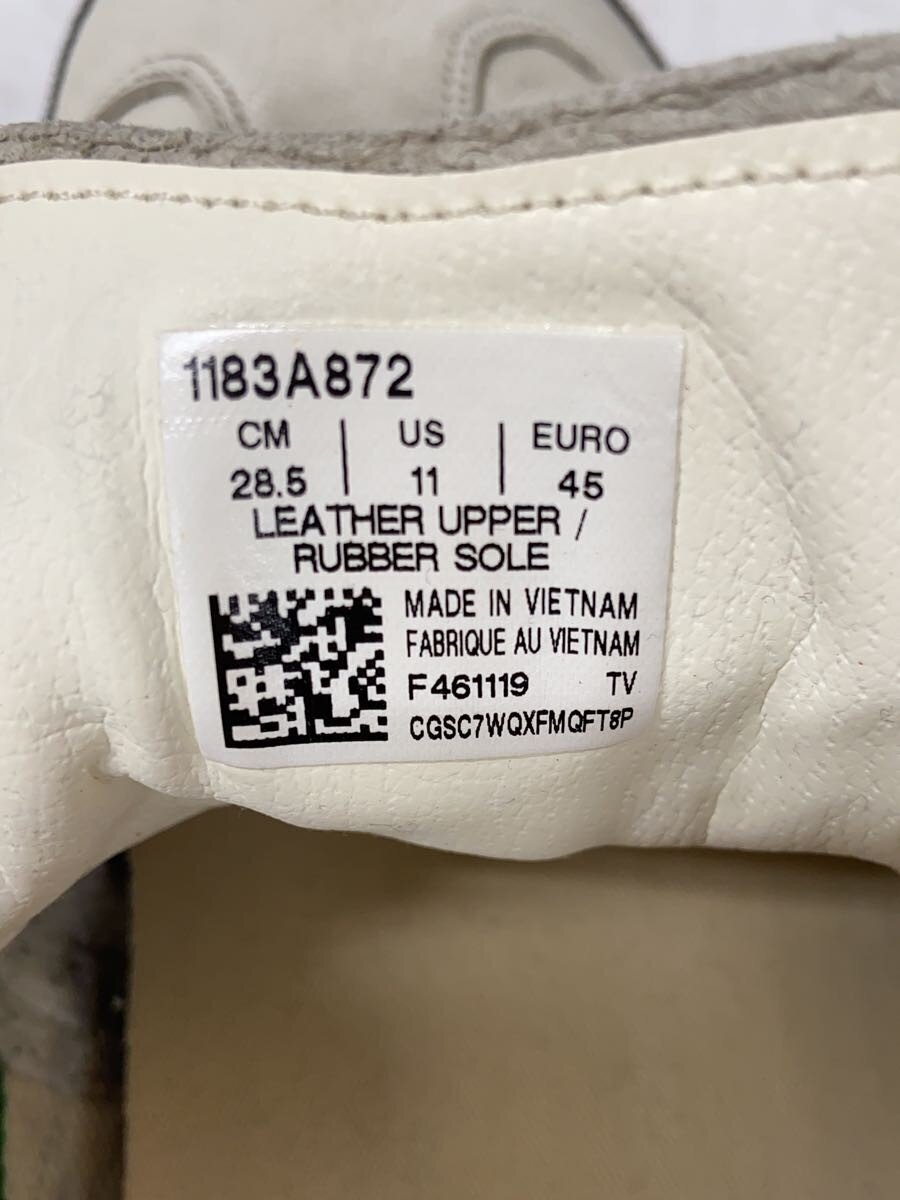 1183A872
CM | US | EURO
28.5 | 11 | 45
LEATHER UPPER /
RUBBER SOLE
MADE IN VIETNAM
FABRIQUE AU VIETNAM
F461119 TV
CGSC7WQXFMQFT8P